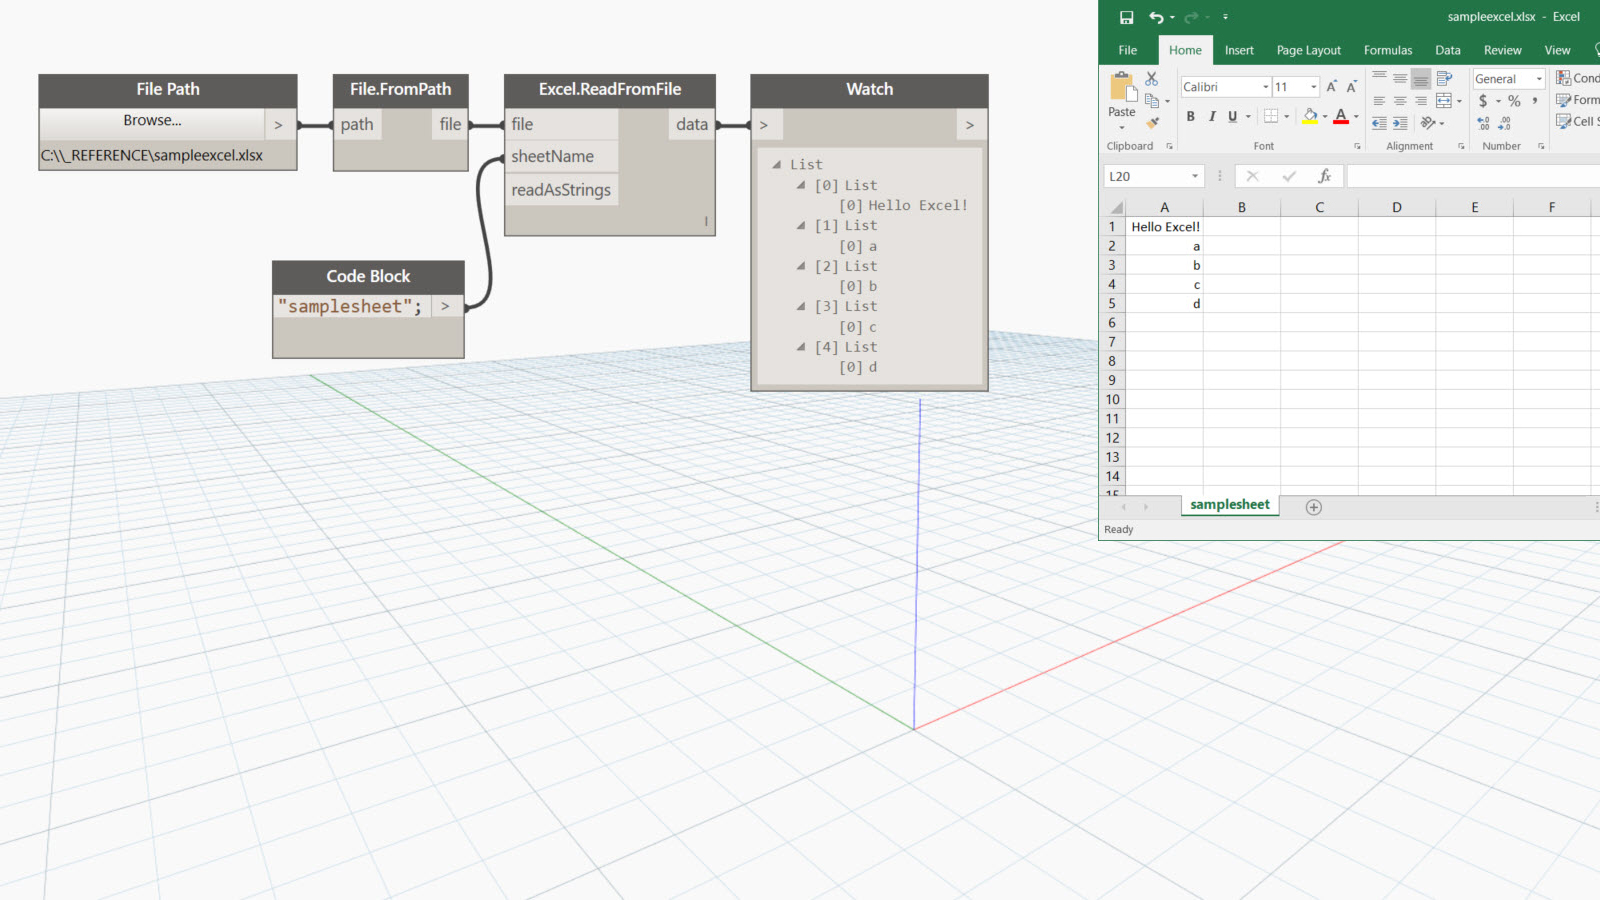 File Path
Browse...
>
C:\\_REFERENCE\sampleexcel.xlsx
File.FromPath
path
file
Excel.ReadFromFile
file
data
sheetName
readAsStrings
l
Code Block
"samplesheet";
>
Watch
>
>
List
[0] List
[0] Hello Excel!
[1] List
[0] a
[2] List
[0] b
[3] List
[0] c
[4] List
[0] d
sampleexcel.xlsx - Excel
File Home Insert Page Layout Formulas Data Review View
Paste
Calibri 11
B I U A
General
$ % ,
Cond
Form
Cell S
Clipboard Font Alignment Number
L20
fx
A B C D E F
1 Hello Excel!
2 a
3 b
4 c
5 d
6
7
8
9
10
11
12
13
14
15
samplesheet
Ready